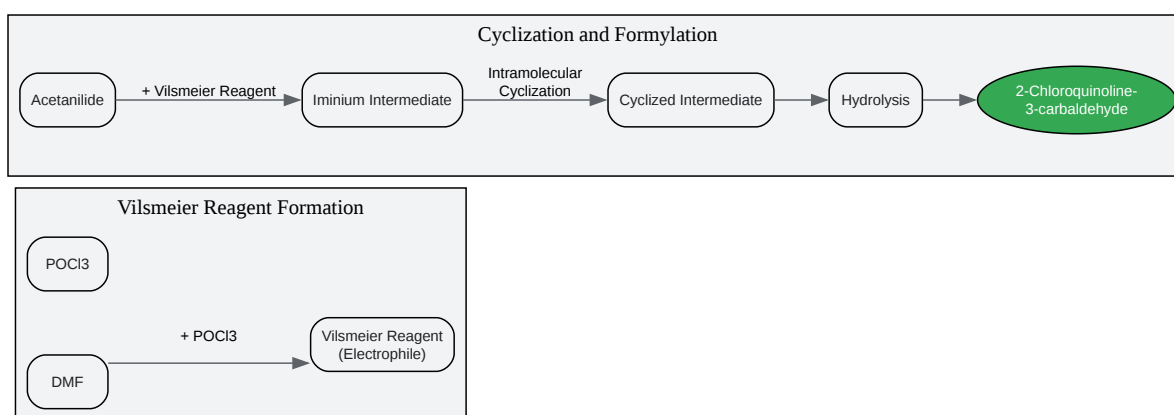 Cyclization and Formylation
Acetanilide
+ Vilsmeier Reagent
Iminium Intermediate
Intramolecular
Cyclization
Cyclized Intermediate
Hydrolysis
2-Chloroquinoline-
3-carbaldehyde
Vilsmeier Reagent Formation
POCl3
DMF
+ POCl3
Vilsmeier Reagent
(Electrophile)